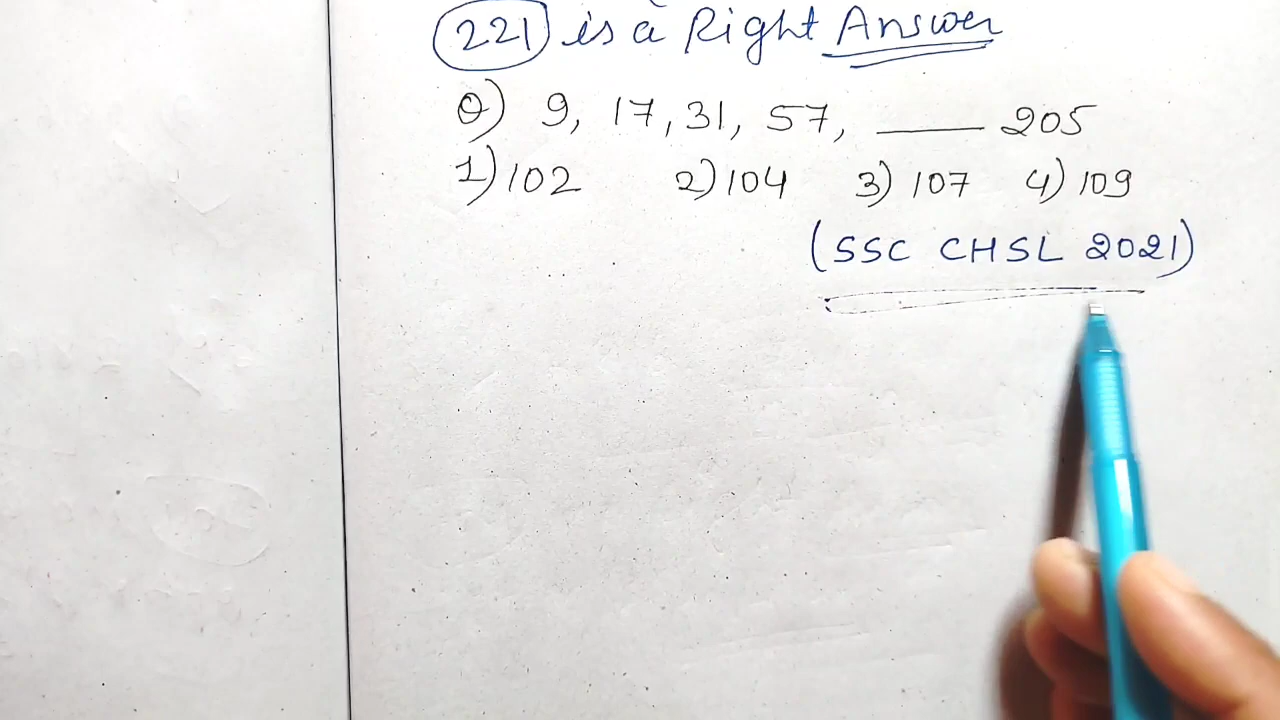 221 is a Right Answer
Q) 9, 17, 31, 57, ___ 205
1) 102 2) 104 3) 107 4) 109
(SSC CHSL 2021)